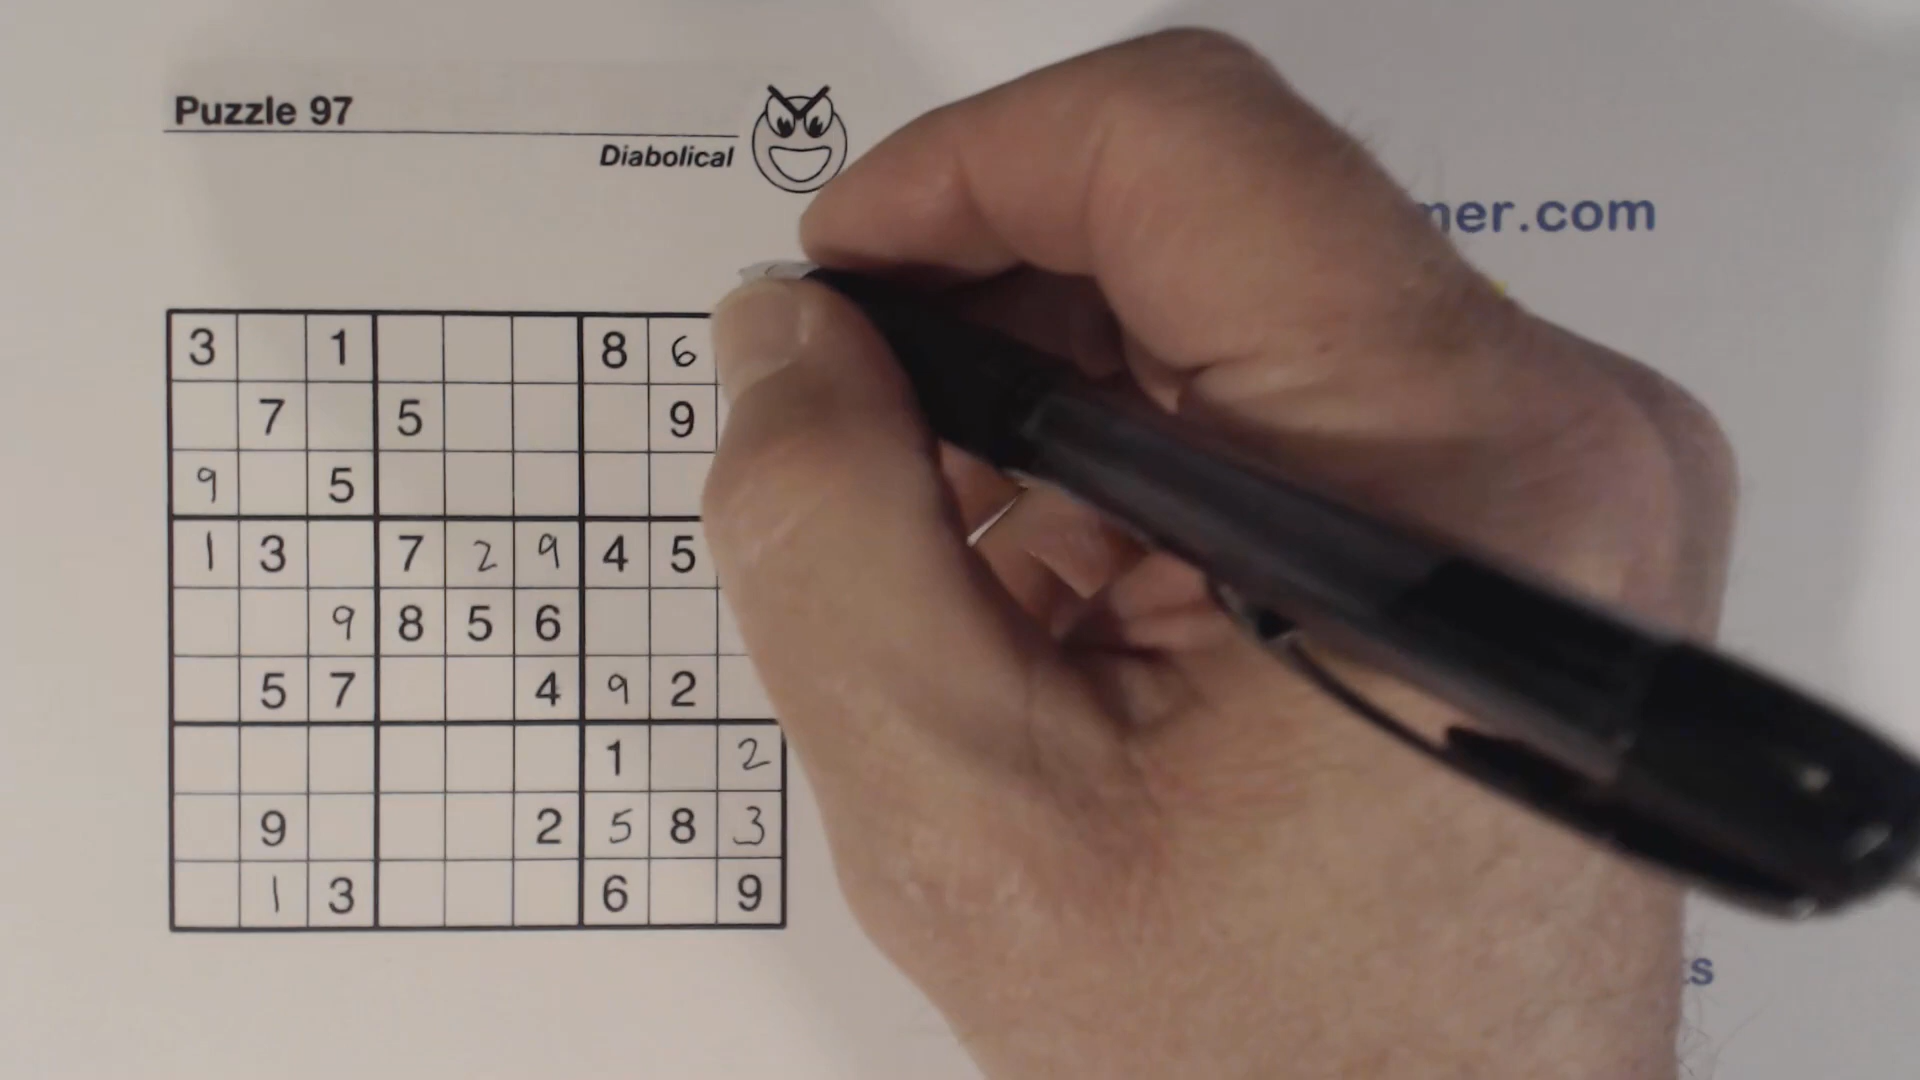 Puzzle 97
Diabolical
ner.com
3 1 8 6
7 5 9
9 5
1 3 7 2 9 4 5
9 8 5 6
5 7 4 9 2
1 2
9 2 5 8 3
1 3 6 9
ts